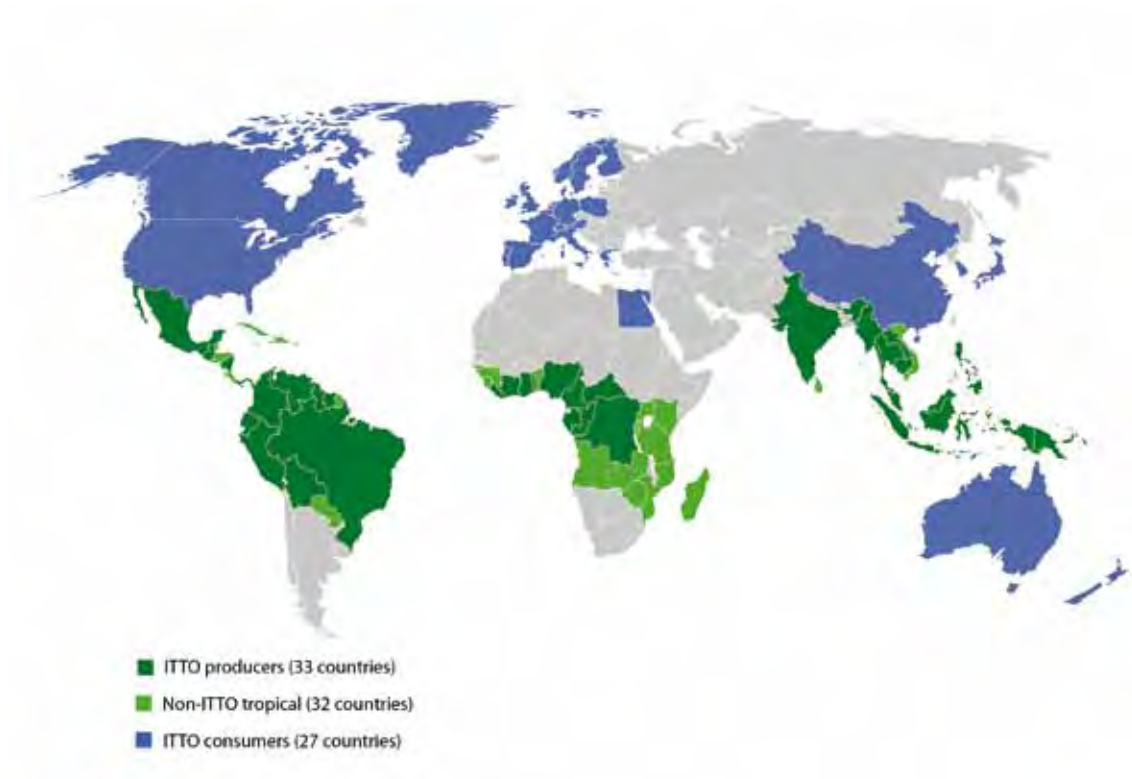 ITTO producers (33 countries)
Non-ITTO tropical (32 countries)
ITTO consumers (27 countries)